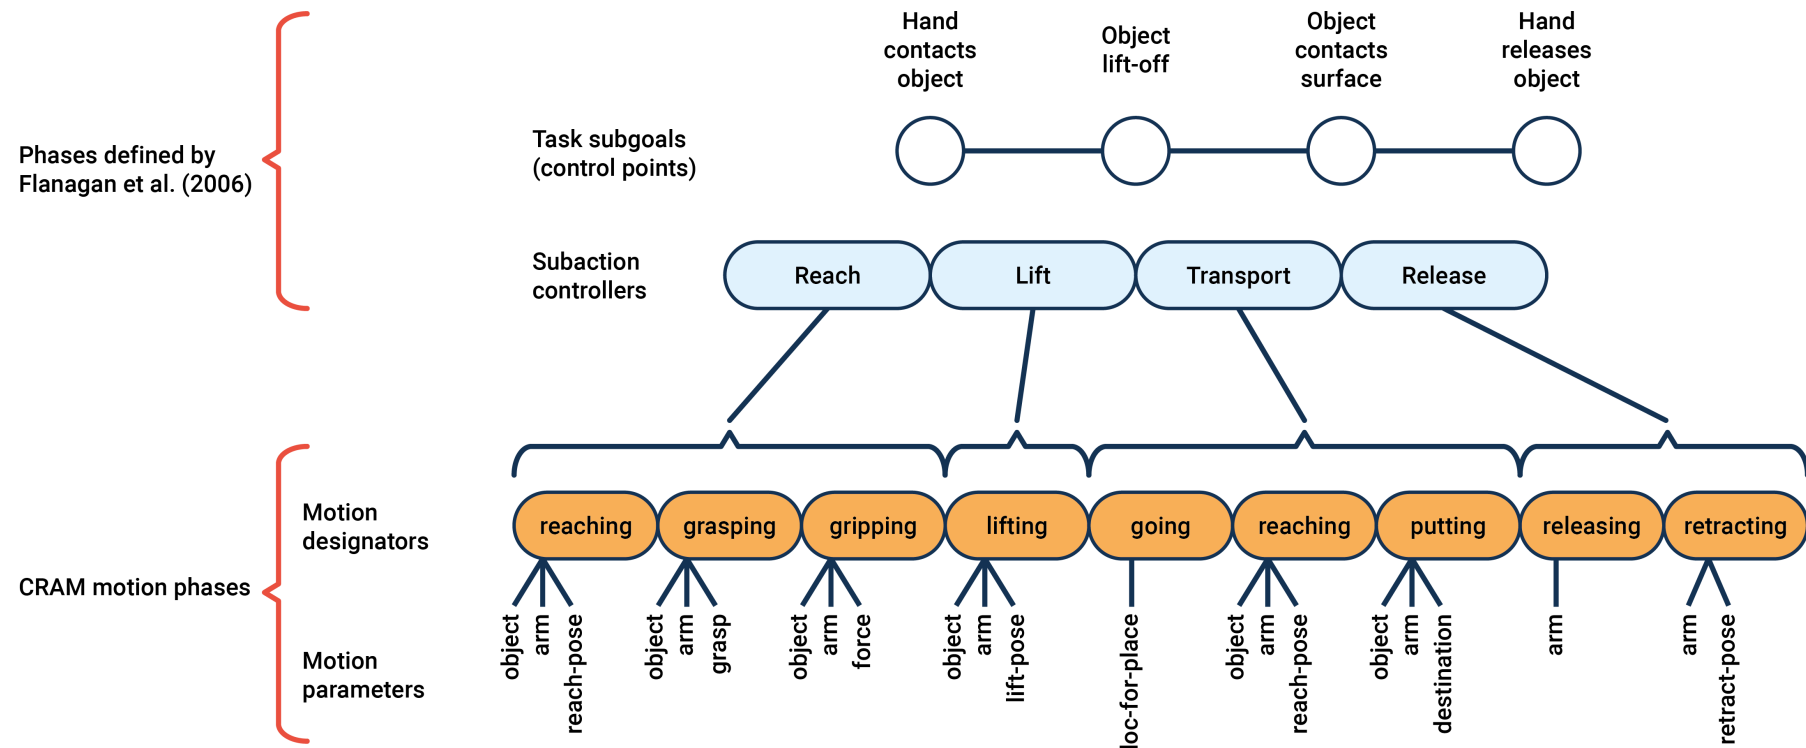 Hand
contacts
object
Object
lift-off
Object
contacts
surface
Hand
releases
object
Task subgoals
(control points)
Phases defined by
Flanagan et al. (2006)
Subaction
controllers
Reach
Lift
Transport
Release
Motion
designators
reaching
grasping
gripping
lifting
going
reaching
putting
releasing
retracting
CRAM motion phases
Motion
parameters
object
arm
reach-pose
object
arm
grasp
object
arm
force
object
arm
lift-pose
loc-for-place
object
arm
reach-pose
object
arm
destination
arm
arm
retract-pose